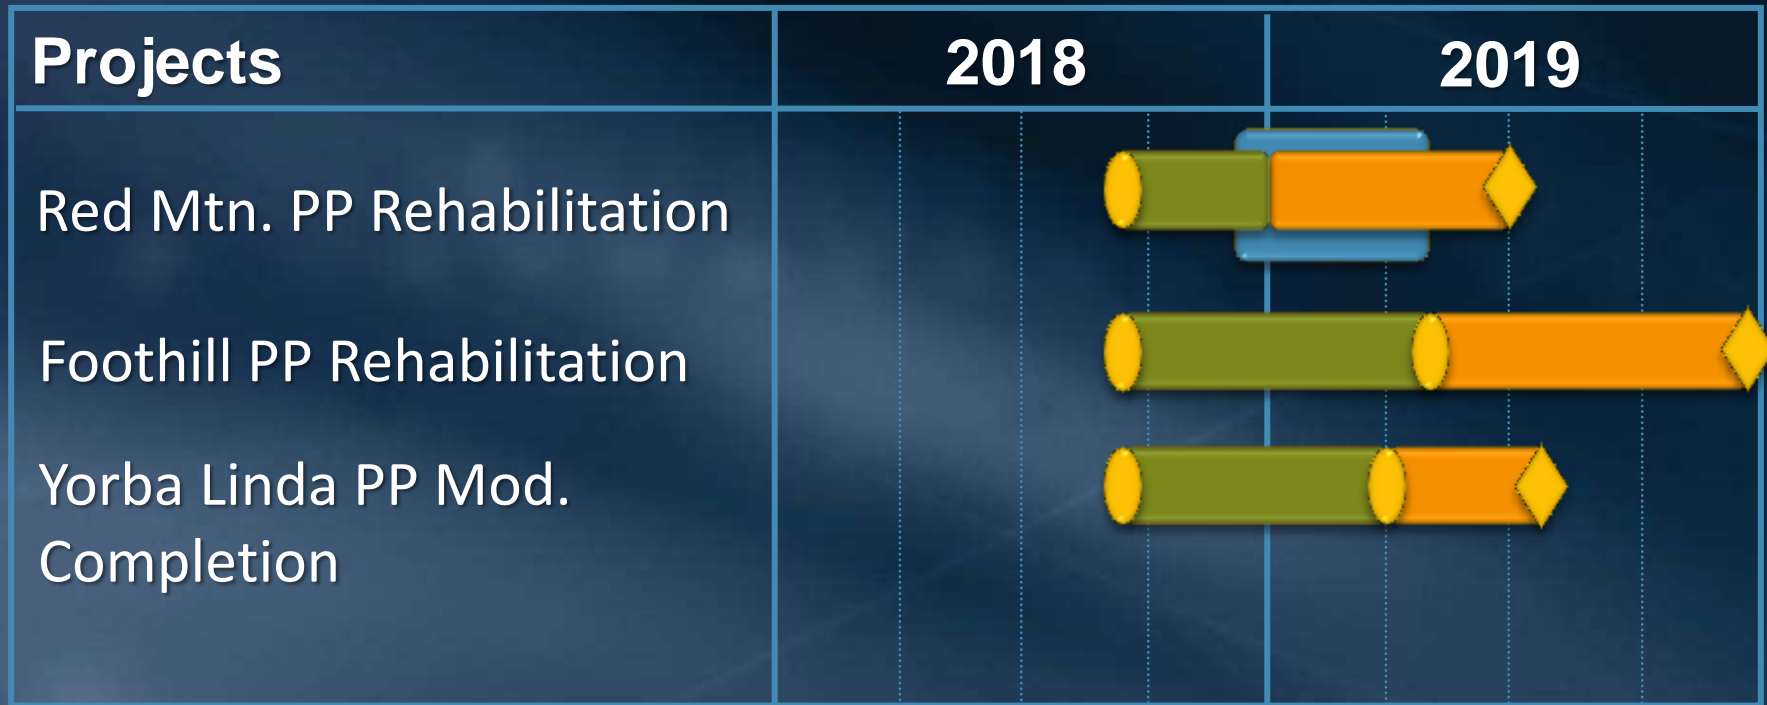 Projects
2018
2019
Red Mtn. PP Rehabilitation
Foothill PP Rehabilitation
Yorba Linda PP Mod.
Completion